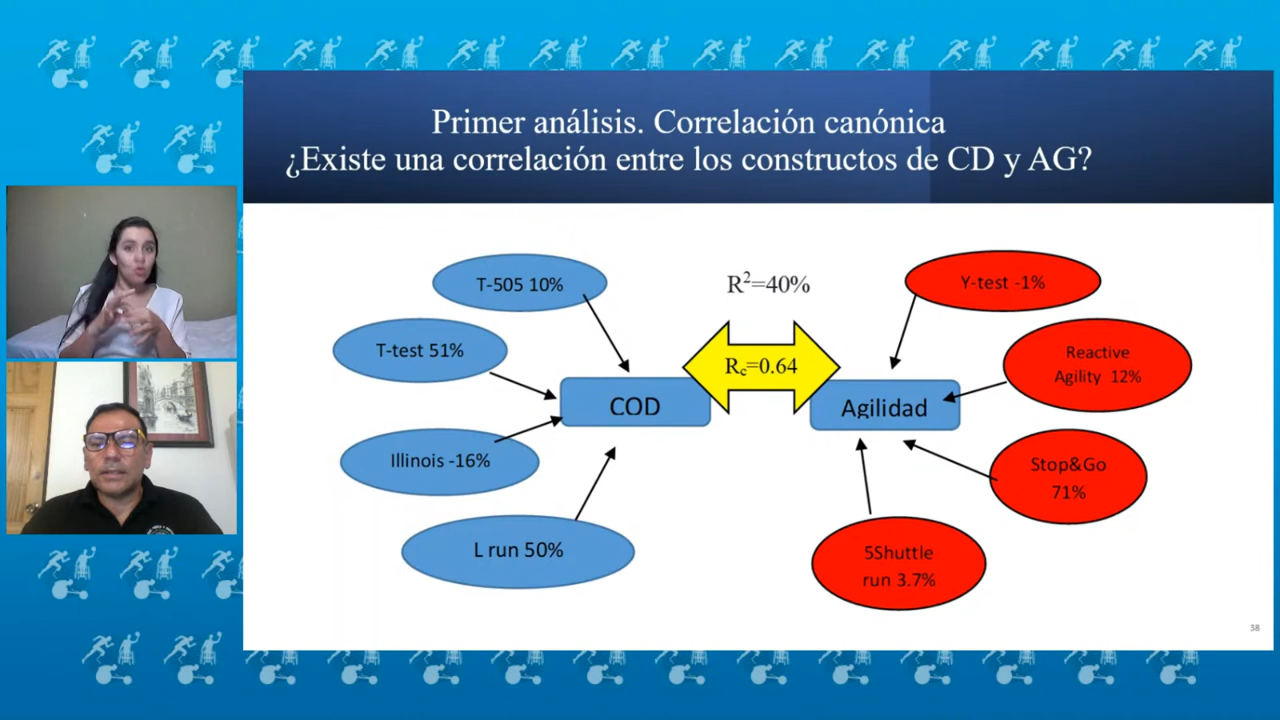 Primer análisis. Correlación canónica
¿Existe una correlación entre los constructos de CD y AG?
T-505 10%
T-test 51%
Illinois -16%
L run 50%
COD
R²=40%
Rc=0.64
Agilidad
Y-test -1%
Reactive
Agility 12%
Stop&Go
71%
5Shuttle
run 3.7%
38